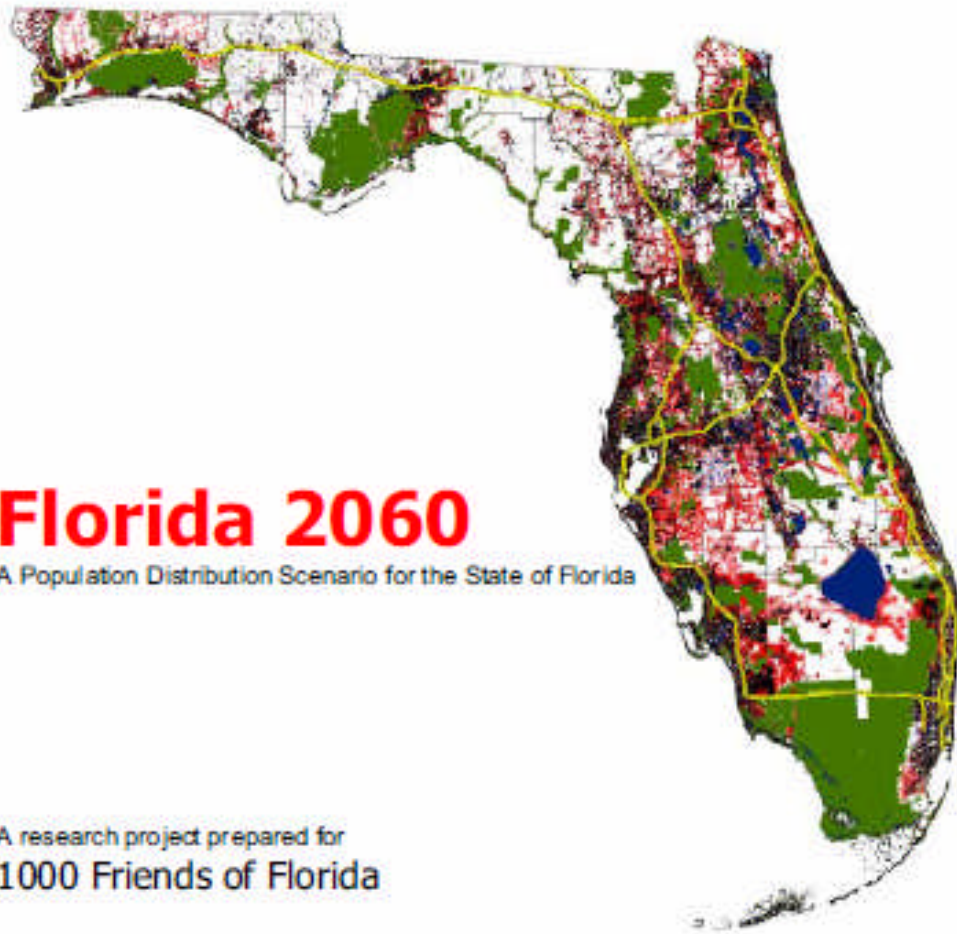 Florida 2060
A Population Distribution Scenario for the State of Florida
A research project prepared for
1000 Friends of Florida